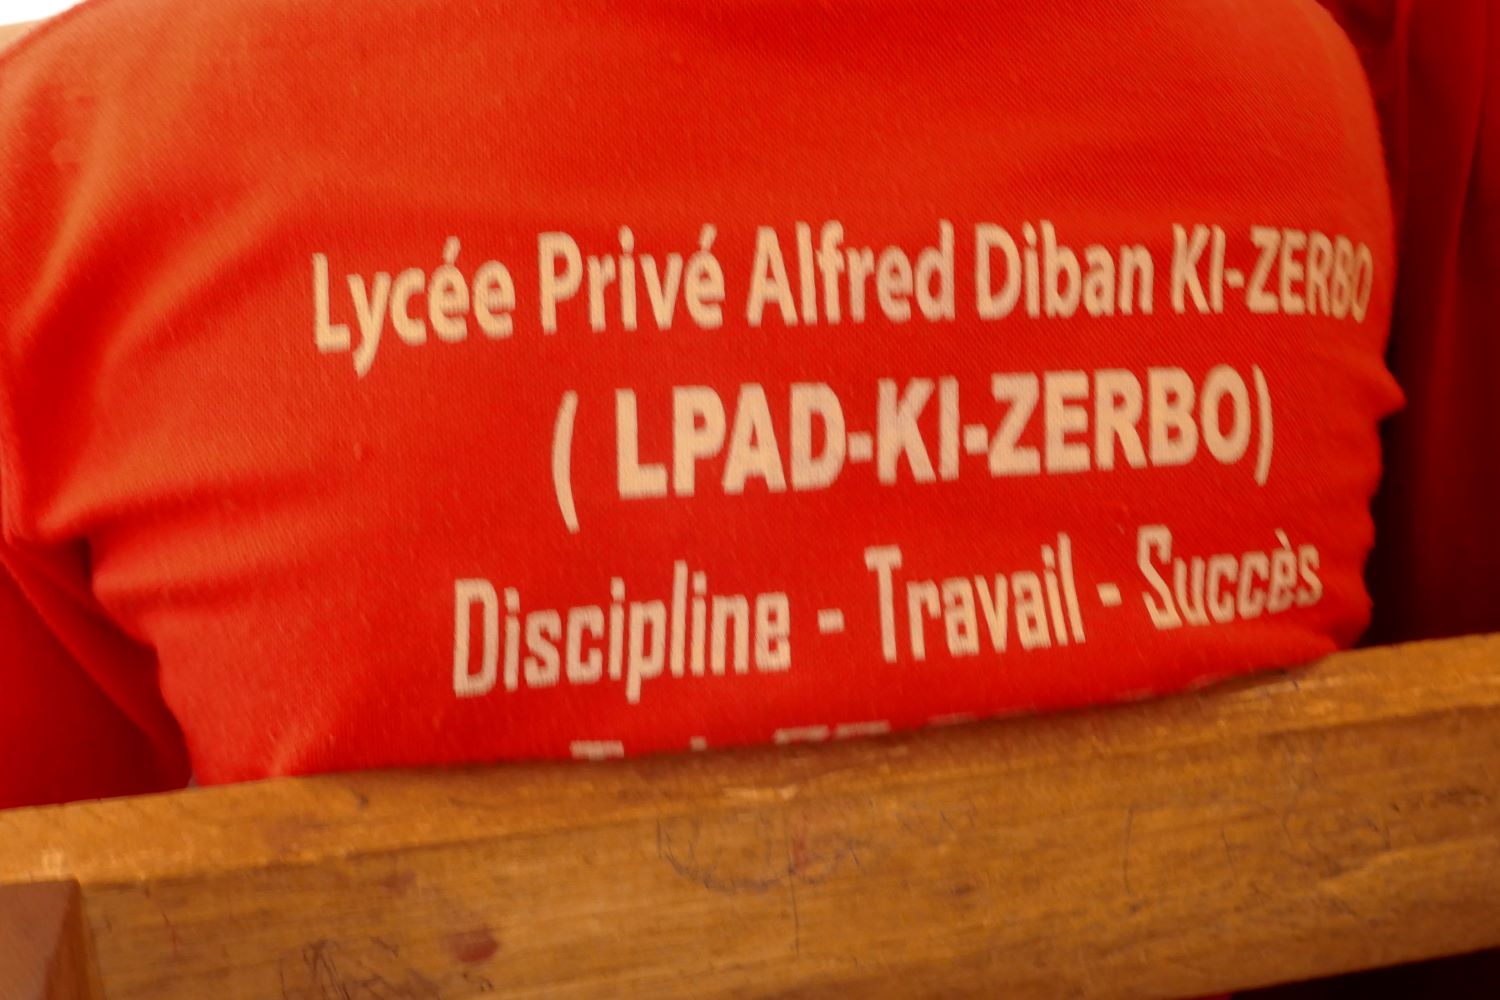 Lycée Privé Alfred Diban KI-ZERBO
( LPAD-KI-ZERBO)
Discipline - Travail - Succès